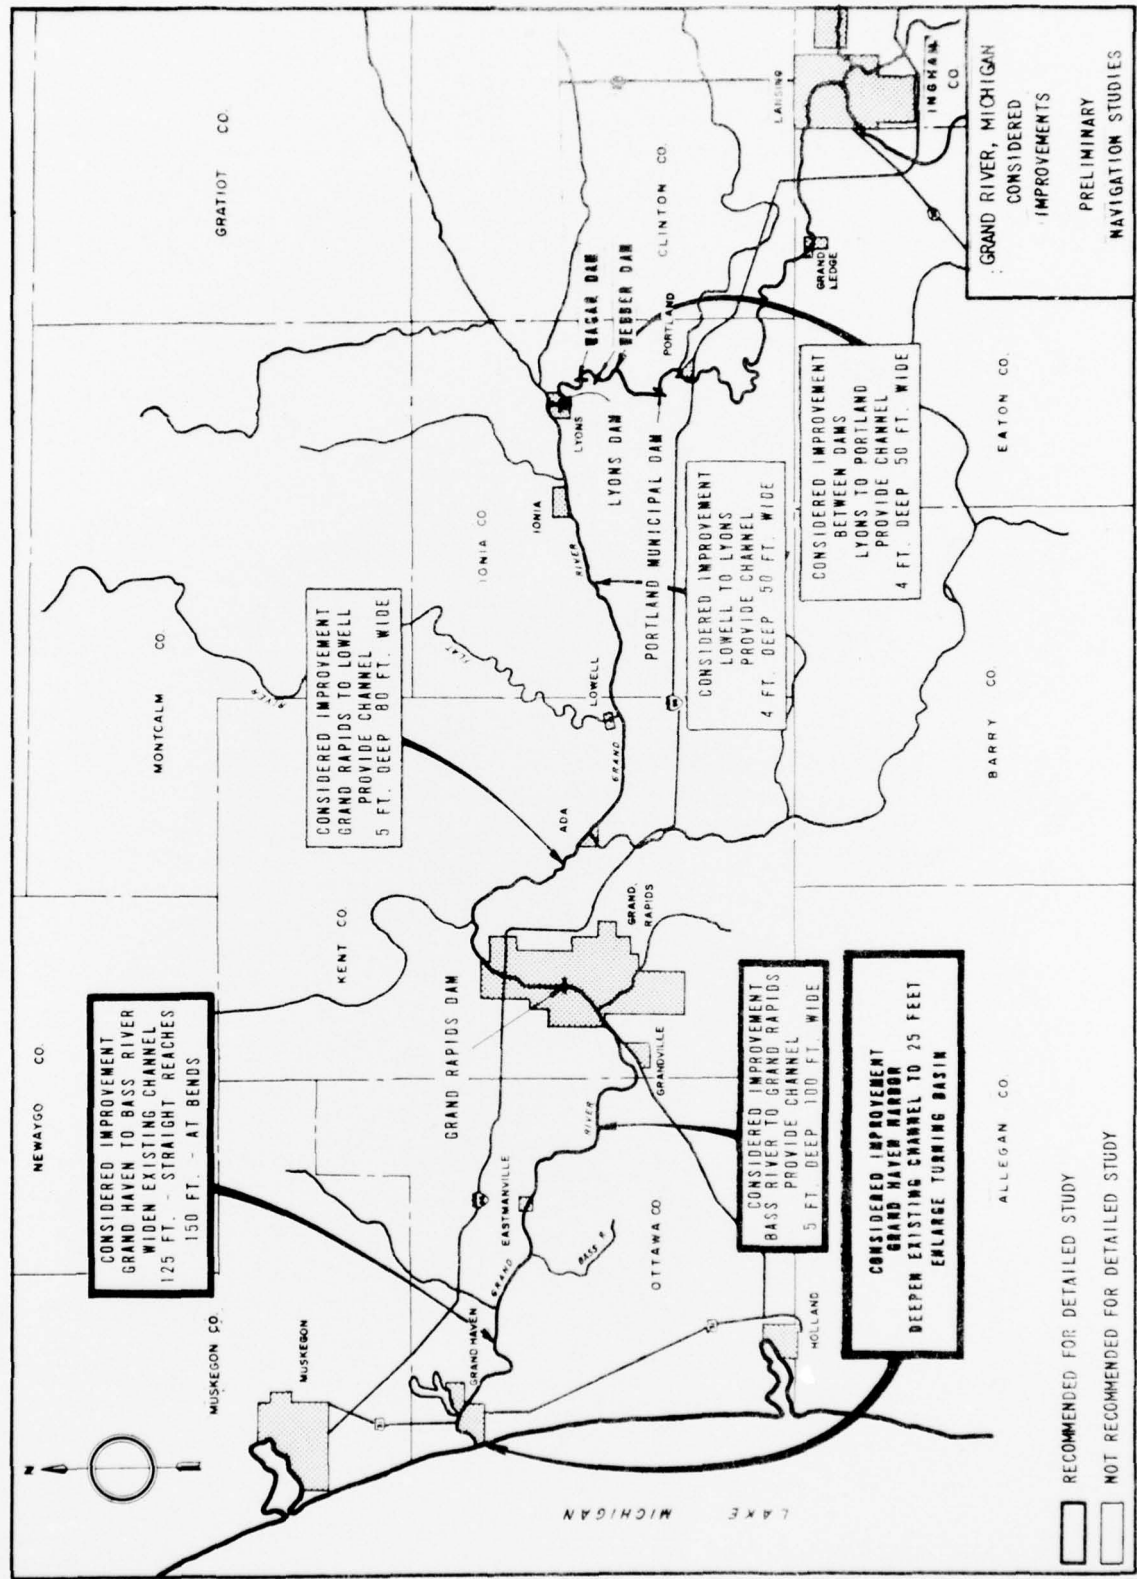 N
LAKE MICHIGAN
MUSKEGON CO.
MUSKEGON
NEWAYGO CO.
MONTCALM CO.
GRATIOT CO.
KENT CO.
IONIA CO
CLINTON CO.
OTTAWA CO
ALLEGAN CO.
BARRY CO.
EATON CO.
INGHAM
CO
CONSIDERED IMPROVEMENT
GRAND HAVEN TO BASS RIVER
WIDEN EXISTING CHANNEL
125 FT. - STRAIGHT REACHES
150 FT. - AT BENDS
CONSIDERED IMPROVEMENT
GRAND RAPIDS TO LOWELL
PROVIDE CHANNEL
5 FT. DEEP 80 FT. WIDE
GRAND HAVEN
GRAND
EASTMANVILLE
BASS R.
RIVER
GRANDVILLE
GRAND RAPIDS DAM
GRAND
RAPIDS
ADA
GRAND
LOWELL
FLAT
RIVER
RIVER
IONIA
LYONS
LYONS DAM
WAGAR DAM
WEBBER DAM
PORTLAND
PORTLAND MUNICIPAL DAM
GRAND
LEDGE
LANSING
HOLLAND
CONSIDERED IMPROVEMENT
BASS RIVER TO GRAND RAPIDS
PROVIDE CHANNEL
5 FT DEEP 100 FT. WIDE
CONSIDERED IMPROVEMENT
GRAND HAVEN HARBOR
DEEPEN EXISTING CHANNEL TO 25 FEET
ENLARGE TURNING BASIN
CONSIDERED IMPROVEMENT
LOWELL TO LYONS
PROVIDE CHANNEL
4 FT. DEEP 50 FT. WIDE
CONSIDERED IMPROVEMENT
BETWEEN DAMS
LYONS TO PORTLAND
PROVIDE CHANNEL
4 FT. DEEP 50 FT. WIDE
RECOMMENDED FOR DETAILED STUDY
NOT RECOMMENDED FOR DETAILED STUDY
GRAND RIVER, MICHIGAN
CONSIDERED
IMPROVEMENTS
PRELIMINARY
NAVIGATION STUDIES